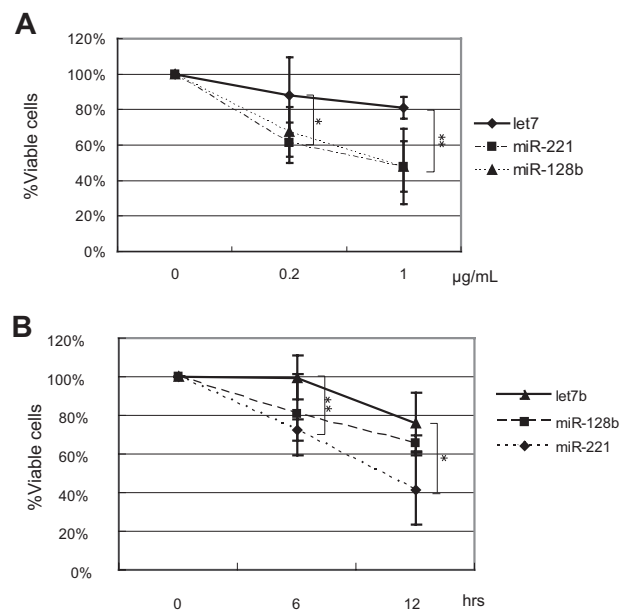 A
120%
100%
80%
60%
40%
20%
0%
%Viable cells
*
**
0
0.2
1
µg/mL
let7
miR-221
miR-128b
B
120%
100%
80%
60%
40%
20%
0%
%Viable cells
**
*
0
6
12
hrs
let7b
miR-128b
miR-221